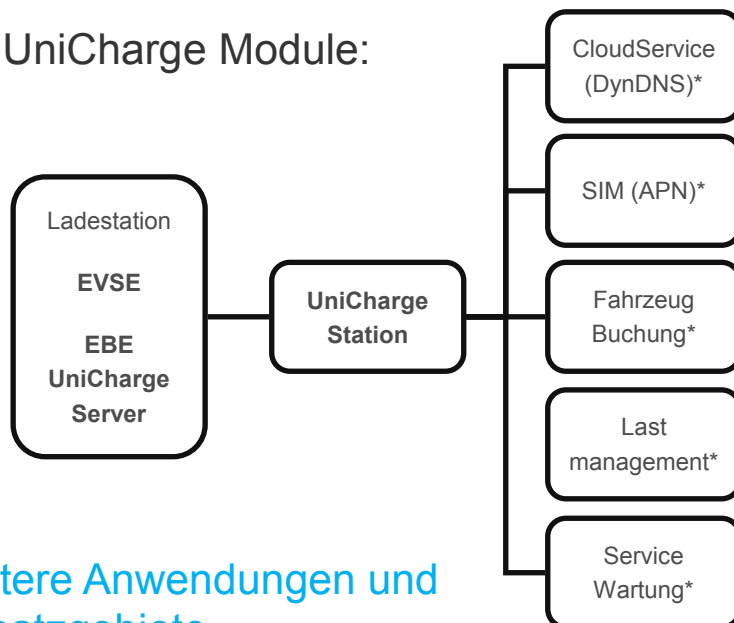 UniCharge Module:
Ladestation
EVSE
EBE
UniCharge
Server
UniCharge
Station
CloudService
(DynDNS)*
SIM (APN)*
Fahrzeug
Buchung*
Last
management*
Service
Wartung*
tere Anwendungen und